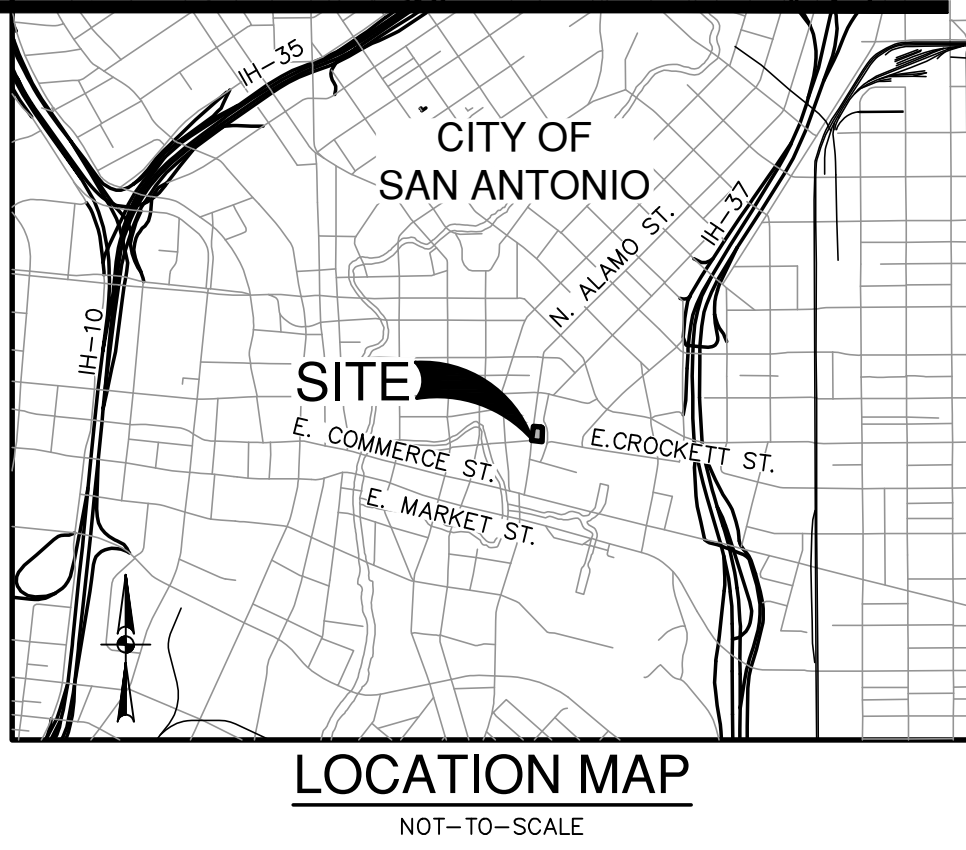 IH-35
CITY OF
SAN ANTONIO
N. ALAMO ST.
IH-37
IH-10
SITE
E. COMMERCE ST.
E.CROCKETT ST.
E. MARKET ST.
LOCATION MAP
NOT-TO-SCALE